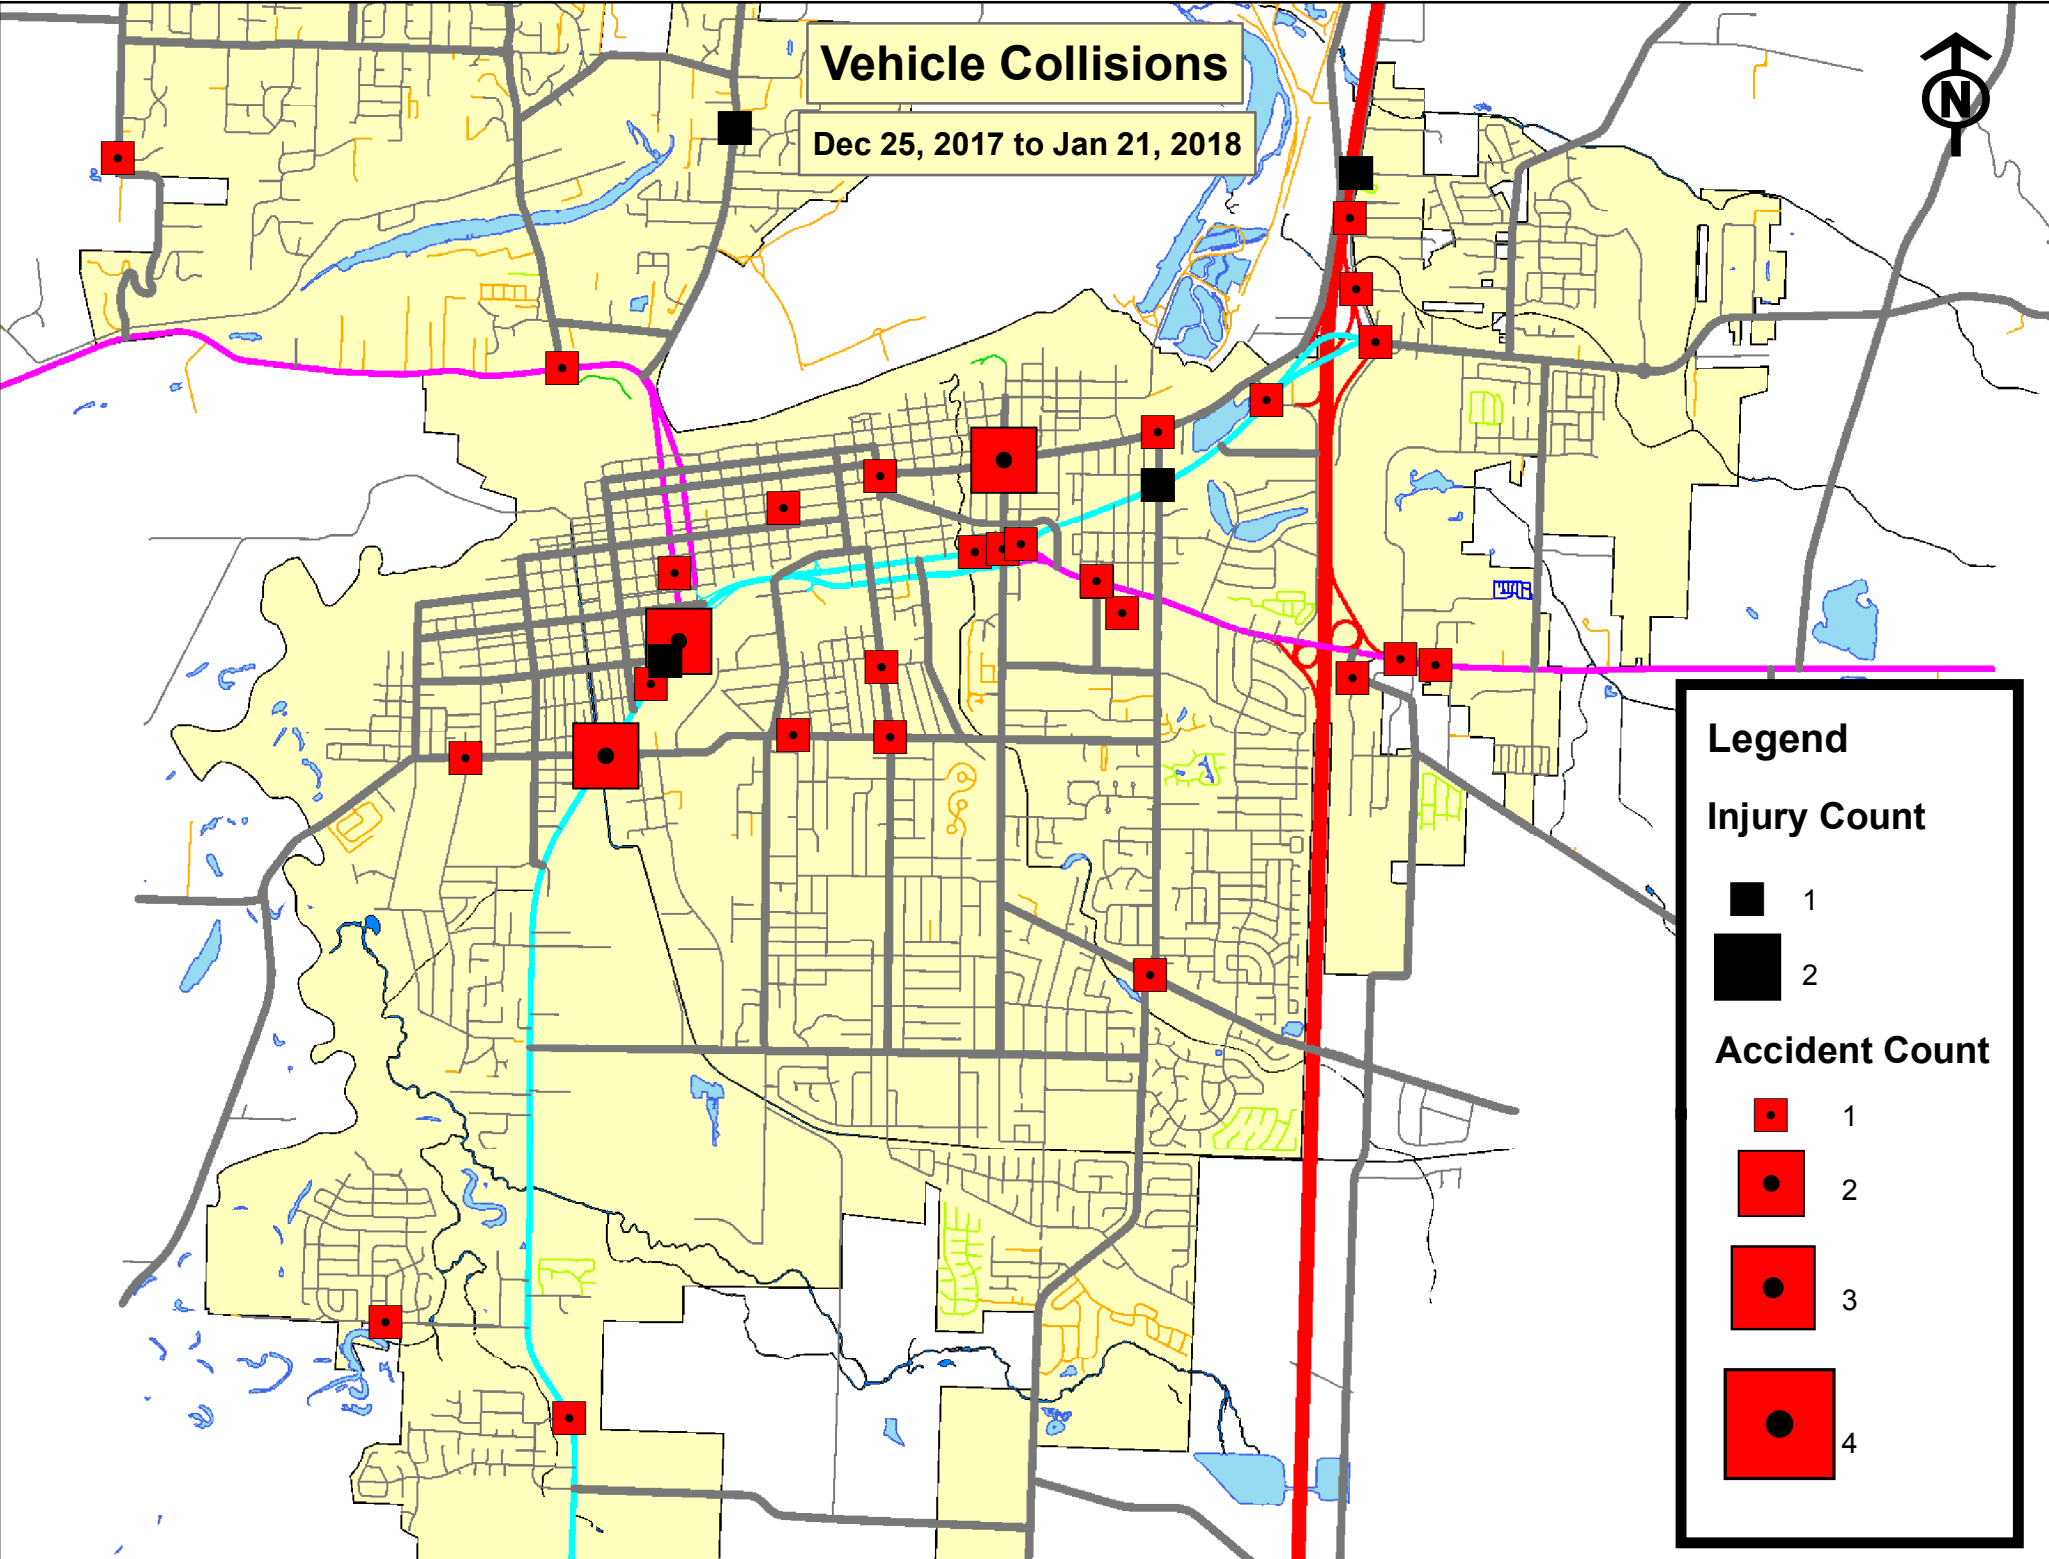 Vehicle Collisions
Dec 25, 2017 to Jan 21, 2018
N
Legend
Injury Count
1
2
Accident Count
1
2
3
4